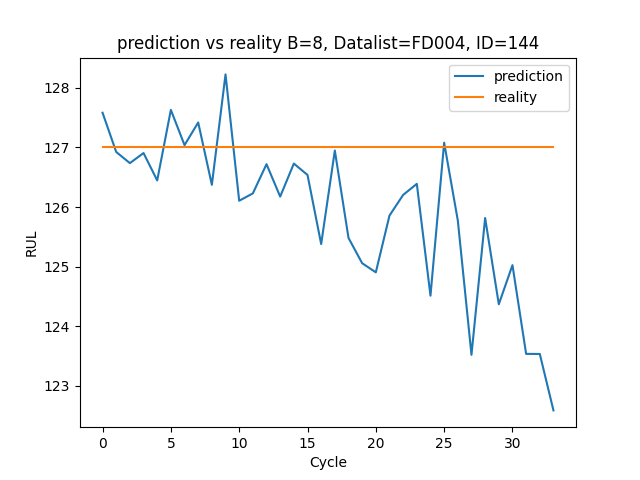 prediction vs reality B=8, Datalist=FD004, ID=144
prediction
reality
128
127
126
125
124
123
RUL
0 5 10 15 20 25 30
Cycle